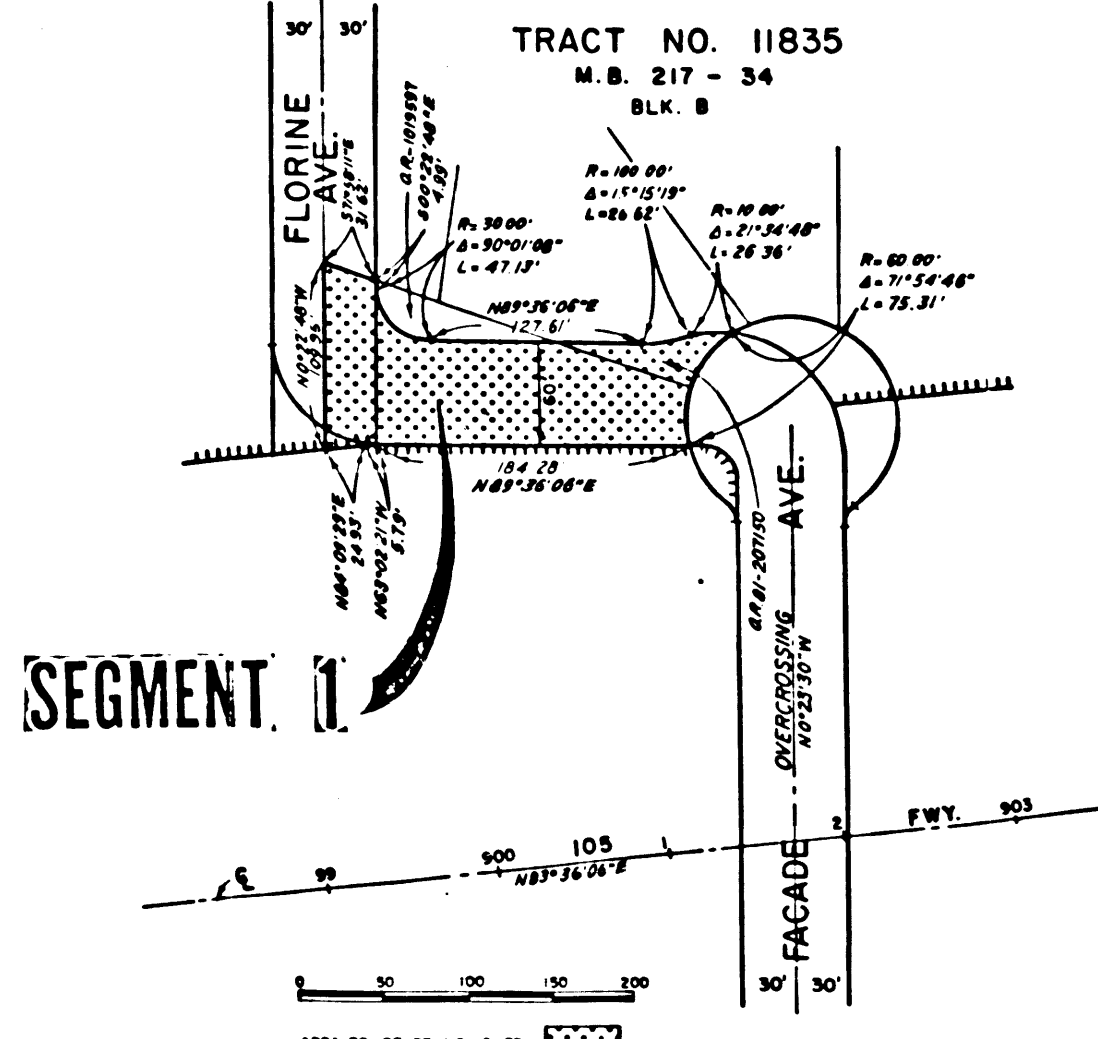 30' 30'
TRACT NO. 11835
M.B. 217 - 34
BLK. B
FLORINE
AVE.
S71°58'11"E
31.62'
O.R.-1019597
S00°22'48"E
4.99'
R= 30.00'
Δ= 90°01'08"
L= 47.13'
R= 100.00'
Δ= 15°15'19"
L= 26.62'
R= 10.00'
Δ= 21°34'48"
L= 26.36'
R= 60.00'
Δ= 71°54'46"
L= 75.31'
N89°36'06"E
127.61'
N0°22'48"W
109.96'
60
184.28'
N89°36'06"E
N84°09'29"E
24.93'
N63°02'21"W
5.79'
O.R. 81-207150
AVE.
OVERCROSSING
N0°23'30"W
FACADE
SEGMENT 1
℄
99
900
105
N83°36'06"E
1
2
FWY.
903
30' 30'
0 50 100 150 200